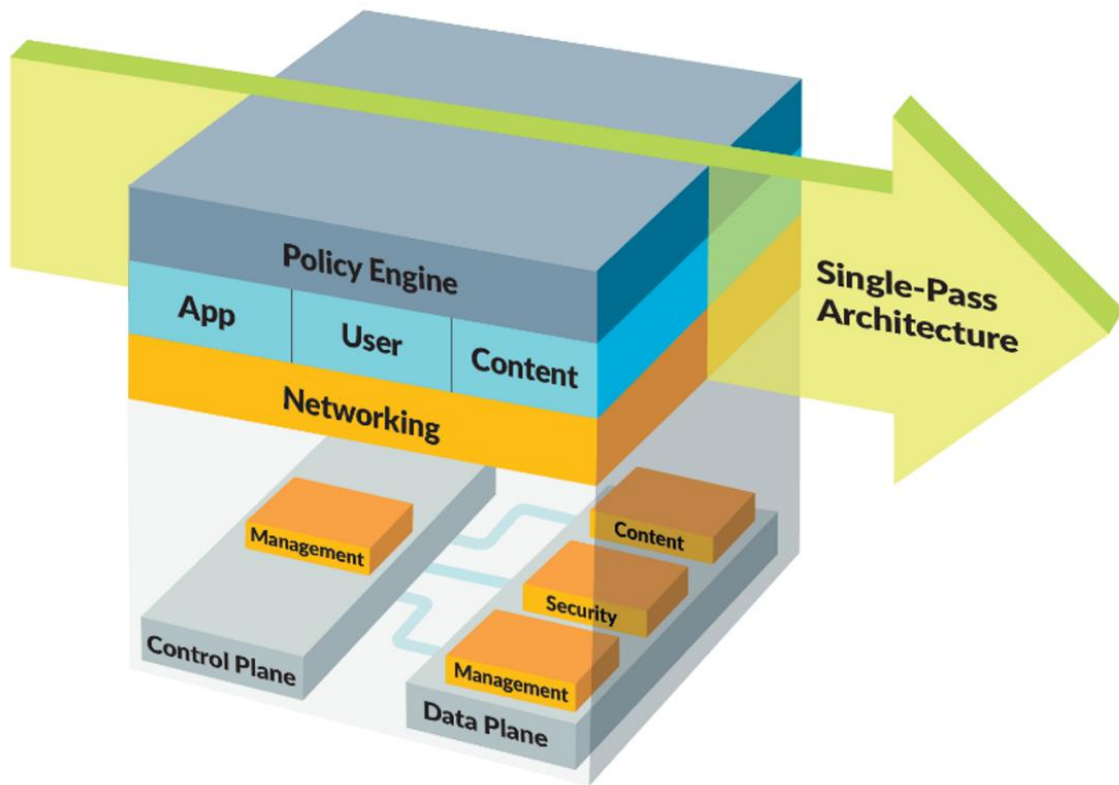 Policy Engine
App
User
Content
Networking
Single-Pass
Architecture
Management
Content
Security
Management
Control Plane
Data Plane